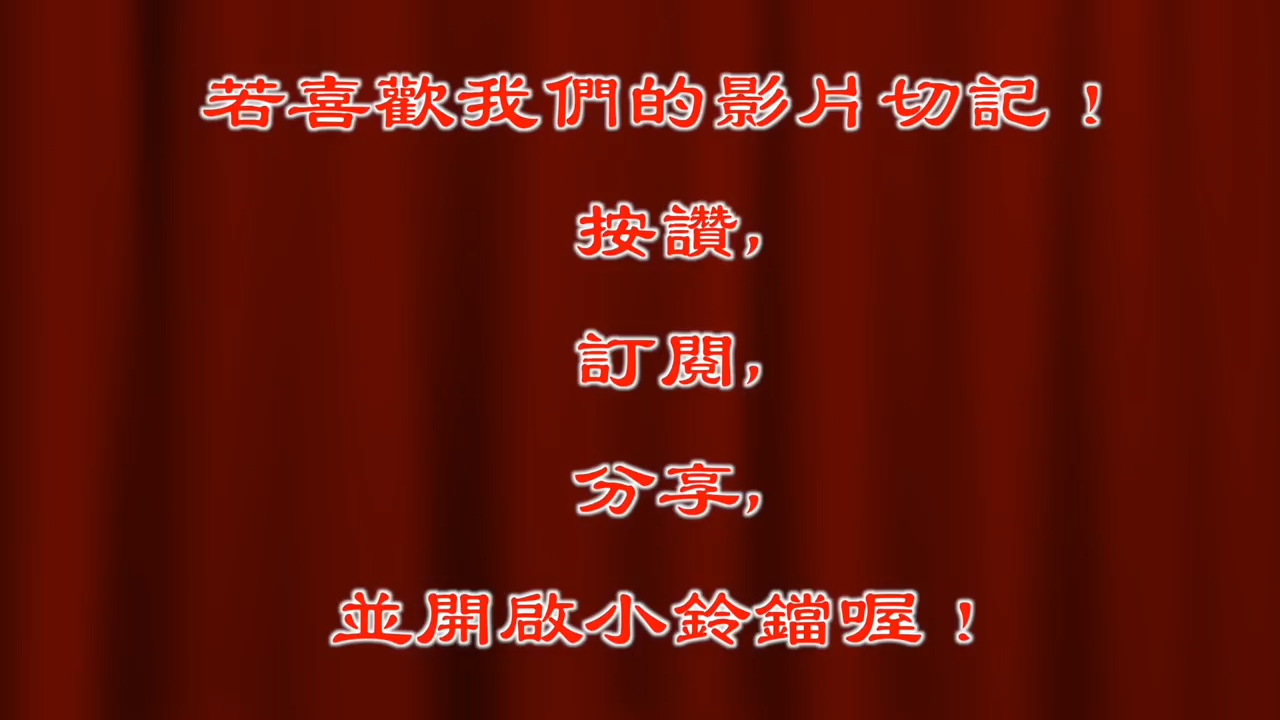 若喜歡我們的影片切記！
按讚,
訂閱,
分享,
並開啟小鈴鐺喔！